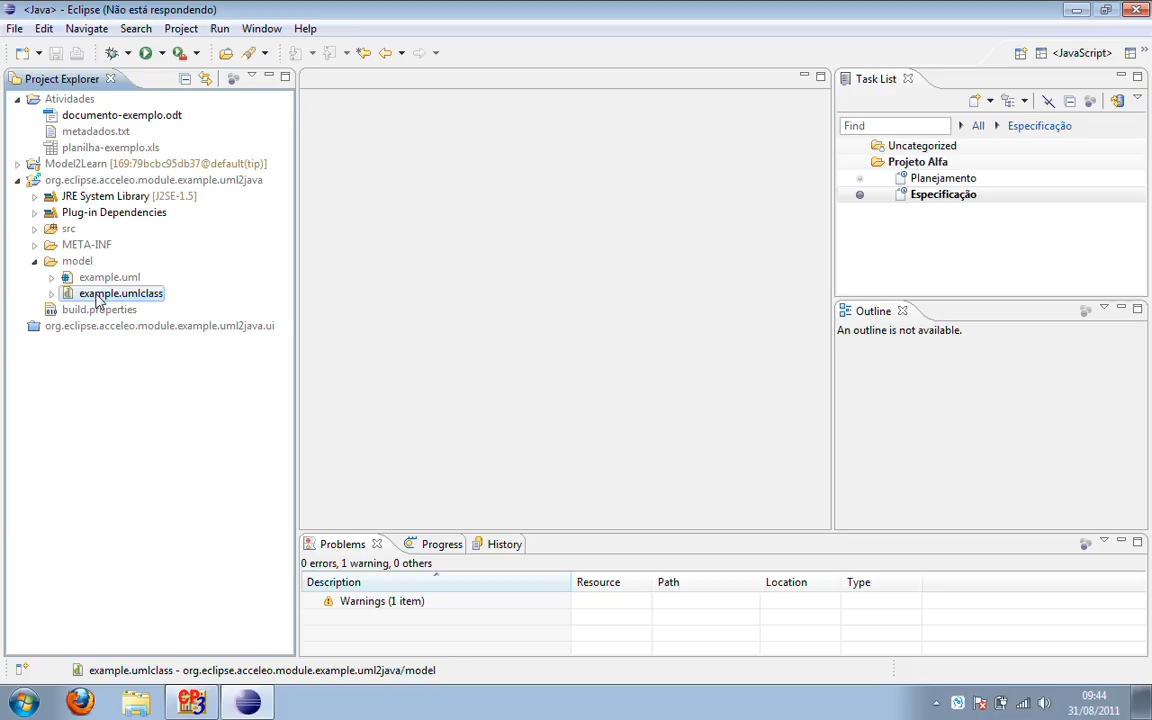 <Java> - Eclipse (Não está respondendo)
File Edit Navigate Search Project Run Window Help
<JavaScript>
Project Explorer
Atividades
documento-exemplo.odt
metadados.txt
planilha-exemplo.xls
Model2Learn [169:79bcbc95db37@default(tip)]
org.eclipse.acceleo.module.example.uml2java
JRE System Library [J2SE-1.5]
Plug-in Dependencies
src
META-INF
model
example.uml
example.umlclass
build.properties
org.eclipse.acceleo.module.example.uml2java.ui
Task List
Find All Especificação
Uncategorized
Projeto Alfa
Planejamento
Especificação
Outline
An outline is not available.
Problems Progress History
0 errors, 1 warning, 0 others
Description Resource Path Location Type
Warnings (1 item)
example.umlclass - org.eclipse.acceleo.module.example.uml2java/model
09:44
31/08/2011